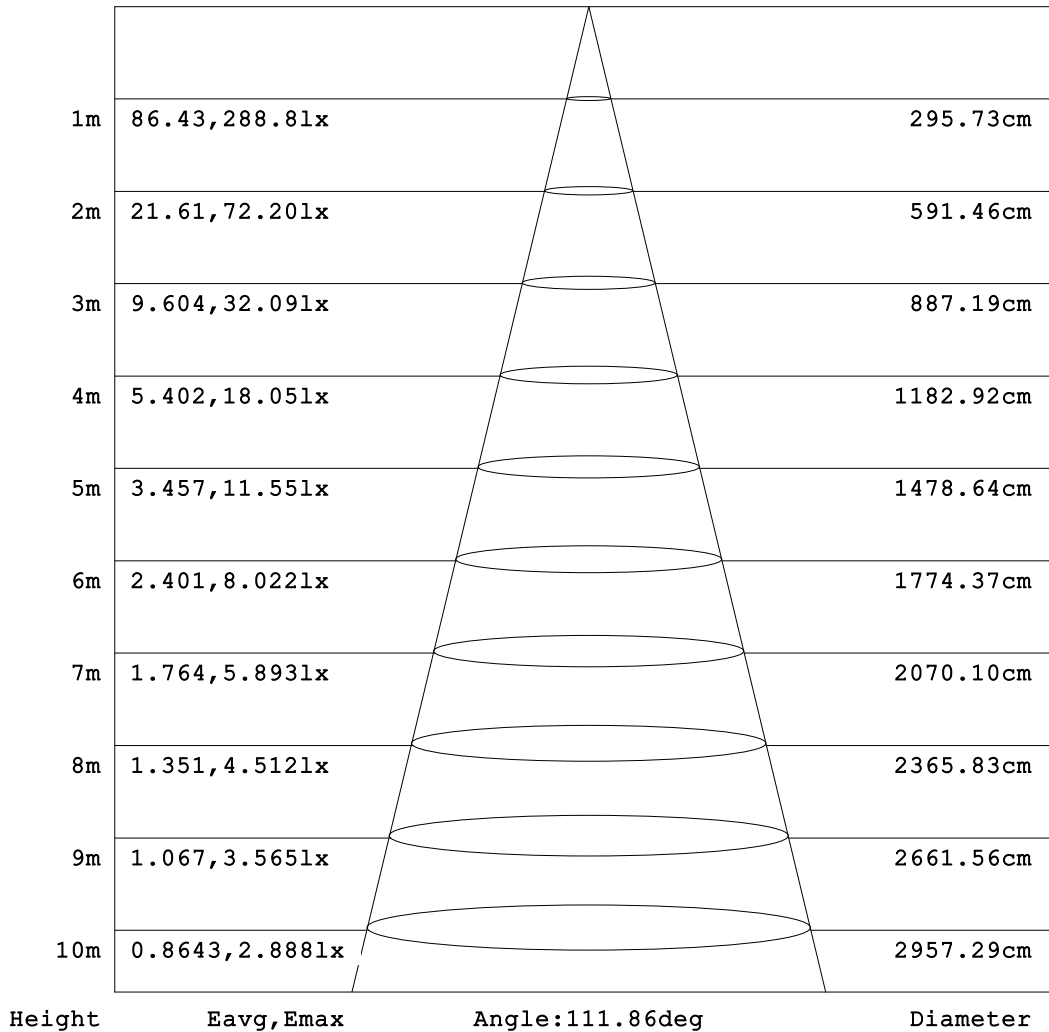 1m 86.43,288.8lx 295.73cm
2m 21.61,72.20lx 591.46cm
3m 9.604,32.09lx 887.19cm
4m 5.402,18.05lx 1182.92cm
5m 3.457,11.55lx 1478.64cm
6m 2.401,8.022lx 1774.37cm
7m 1.764,5.893lx 2070.10cm
8m 1.351,4.512lx 2365.83cm
9m 1.067,3.565lx 2661.56cm
10m 0.8643,2.888lx 2957.29cm
Height Eavg,Emax Angle:111.86deg Diameter